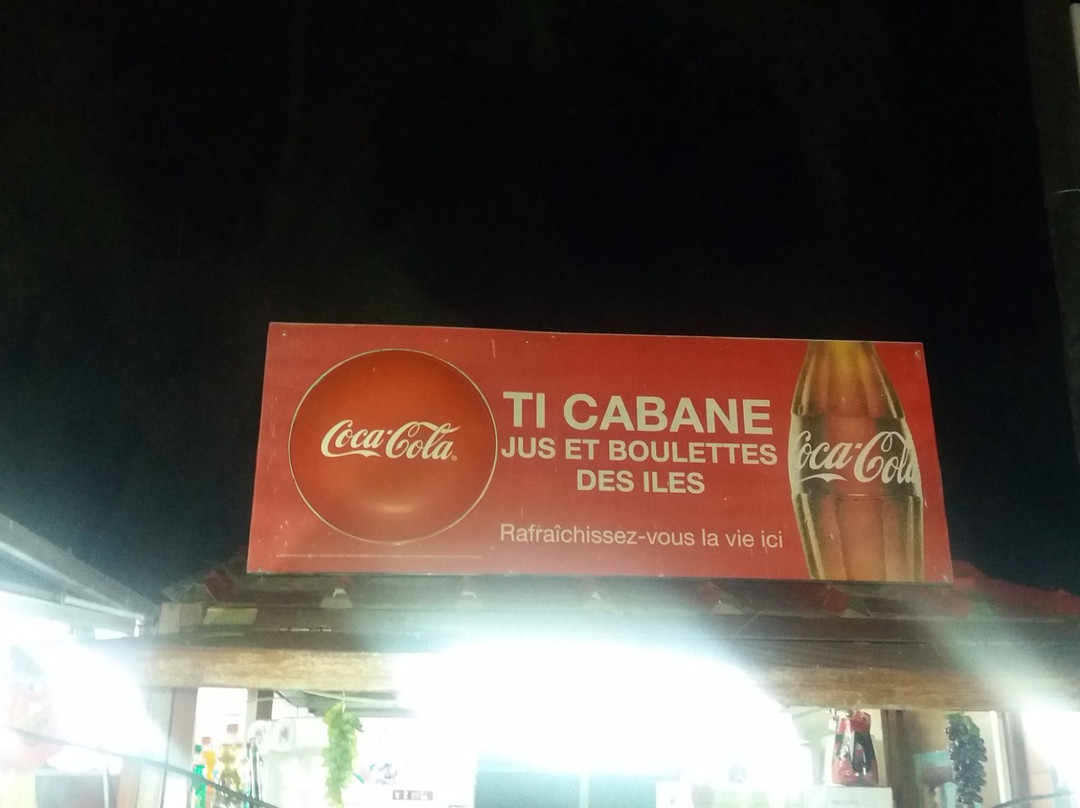 Coca-Cola
TI CABANE
JUS ET BOULETTES
DES ILES
Rafraîchissez-vous la vie ici
Coca-Cola